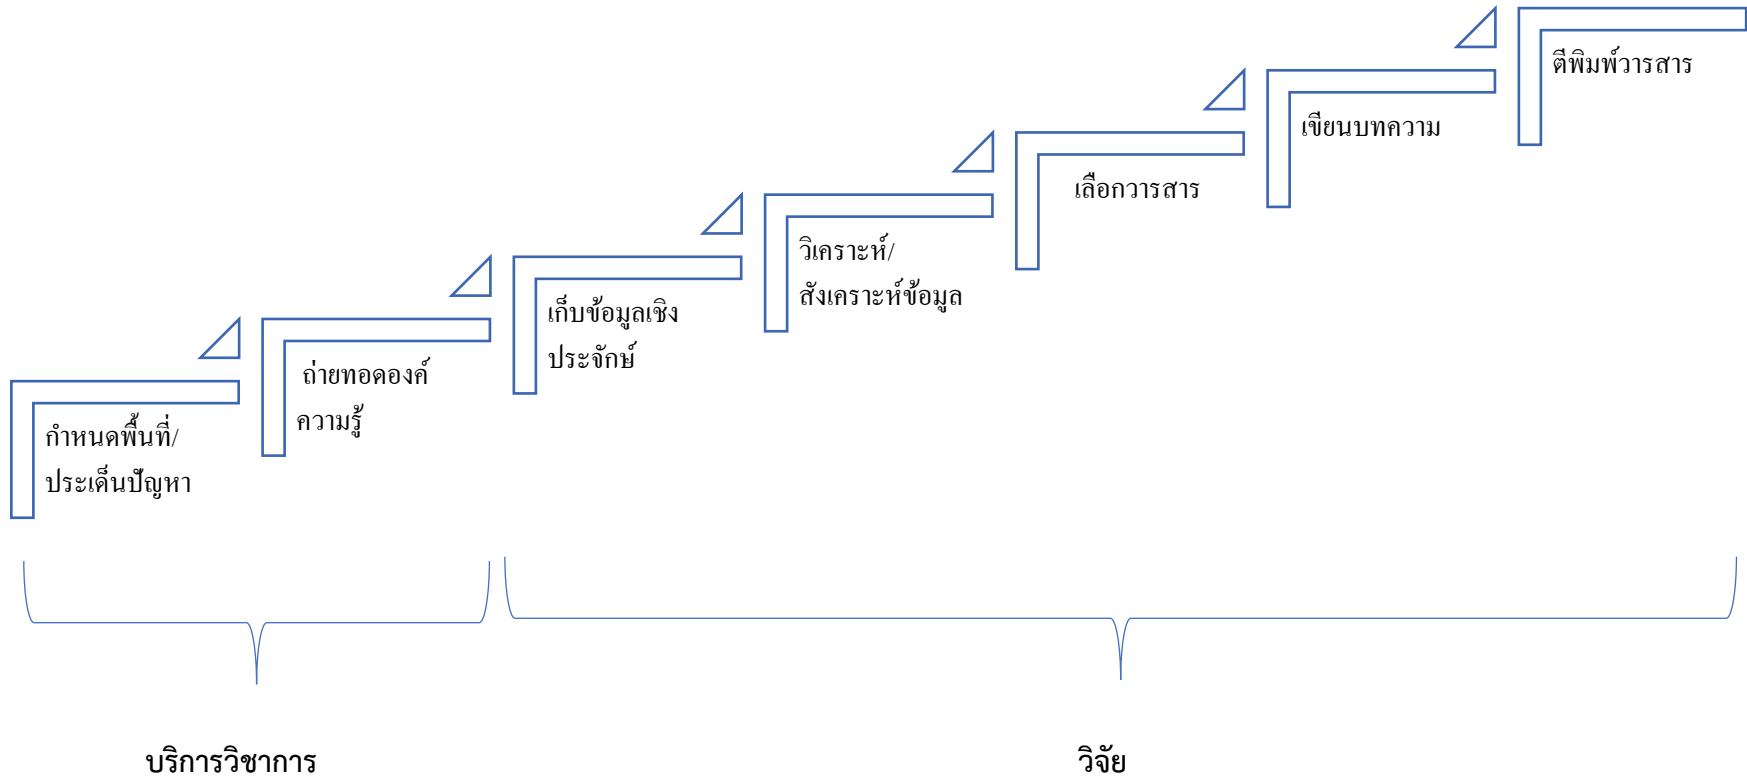 กำหนดพื้นที่/
ประเด็นปัญหา
ถ่ายทอดองค์
ความรู้
เก็บข้อมูลเชิง
ประจักษ์
วิเคราะห์/
สังเคราะห์ข้อมูล
เลือกวารสาร
เขียนบทความ
ตีพิมพ์วารสาร
บริการวิชาการ
วิจัย